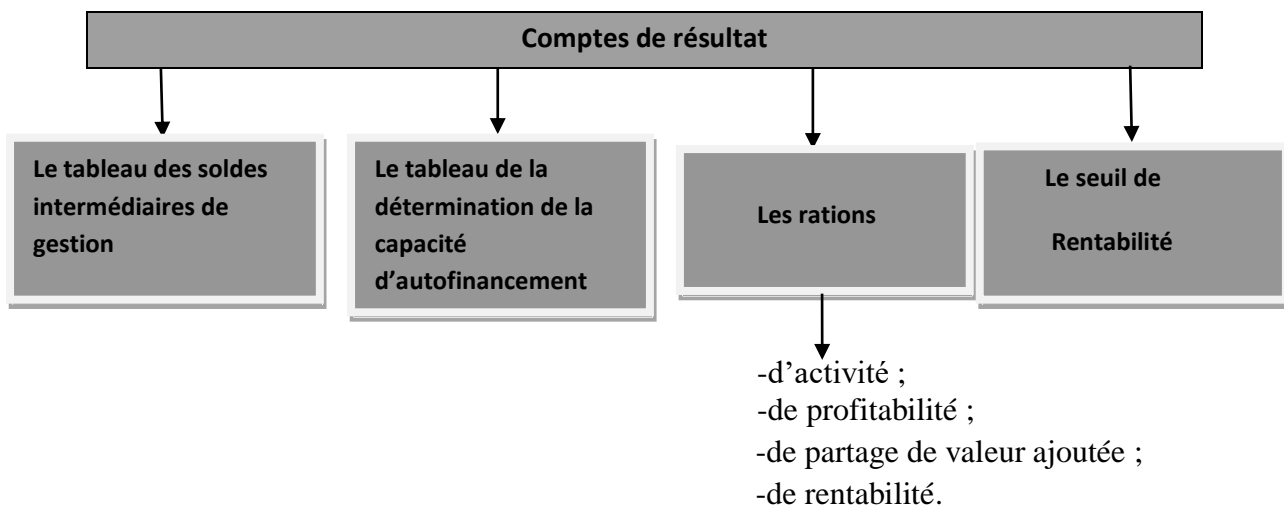 Comptes de résultat
Le tableau des soldes
intermédiaires de
gestion
Le tableau de la
détermination de la
capacité
d’autofinancement
Les rations
Le seuil de
Rentabilité
-d’activité ;
-de profitabilité ;
-de partage de valeur ajoutée ;
-de rentabilité.